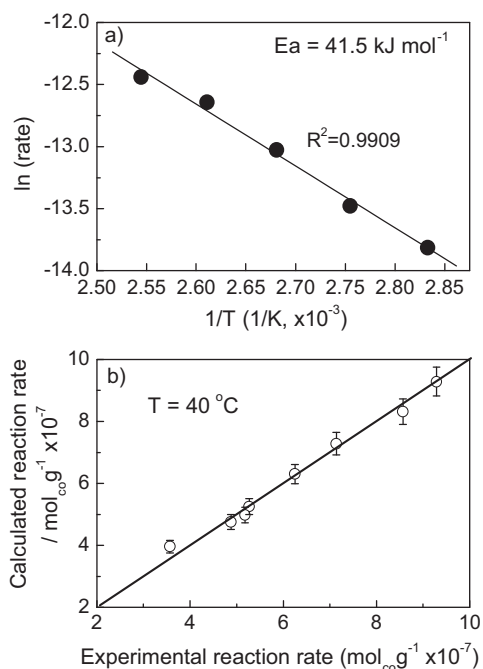 a)
Ea = 41.5 kJ mol⁻¹
R²=0.9909
-12.0
-12.5
-13.0
-13.5
-14.0
ln (rate)
2.50 2.55 2.60 2.65 2.70 2.75 2.80 2.85
1/T (1/K, x10⁻³)
b)
T = 40 °C
10
8
6
4
2
Calculated reaction rate
/ mol_co g⁻¹ x10⁻⁷
2 4 6 8 10
Experimental reaction rate (mol_co g⁻¹ x10⁻⁷)